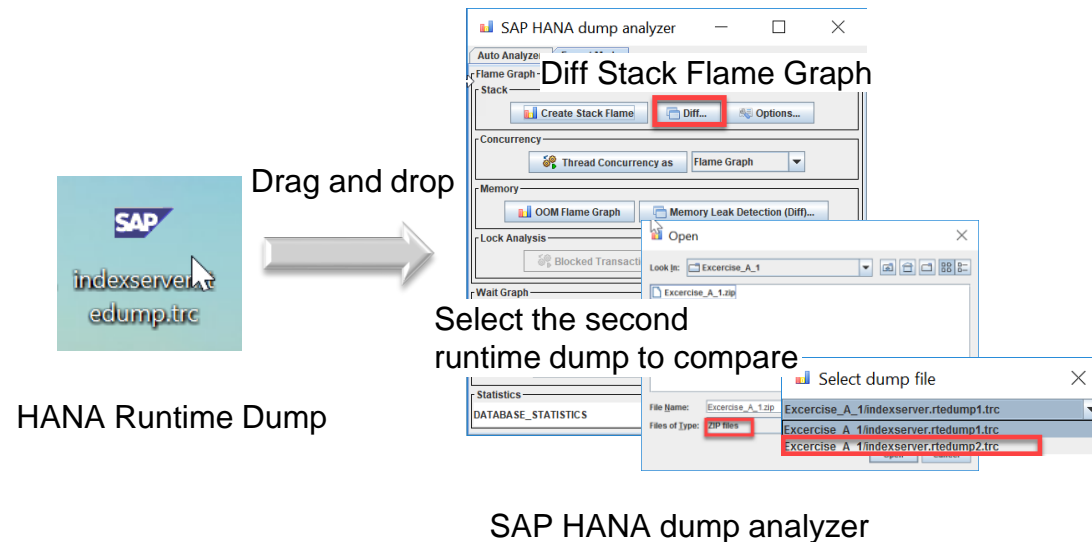 SAP HANA dump analyzer
Auto Analyze
Flame Graph
Diff Stack Flame Graph
Stack
Create Stack Flame
Diff...
Options...
Concurrency
Thread Concurrency as
Flame Graph
Drag and drop
Memory
OOM Flame Graph
Memory Leak Detection (Diff)...
SAP
indexserver
edump.trc
Lock Analysis
Blocked Transacti
Open
Look In:
Excercise_A_1
Excercise_A_1.zip
Wait Graph
Select the second
runtime dump to compare
Select dump file
Statistics
DATABASE_STATISTICS
File Name:
Excercise_A_1.zip
Files of Type:
ZIP files
Excercise_A_1/indexserver.rtedump1.trc
Excercise_A_1/indexserver.rtedump1.trc
Excercise_A_1/indexserver.rtedump2.trc
HANA Runtime Dump
SAP HANA dump analyzer